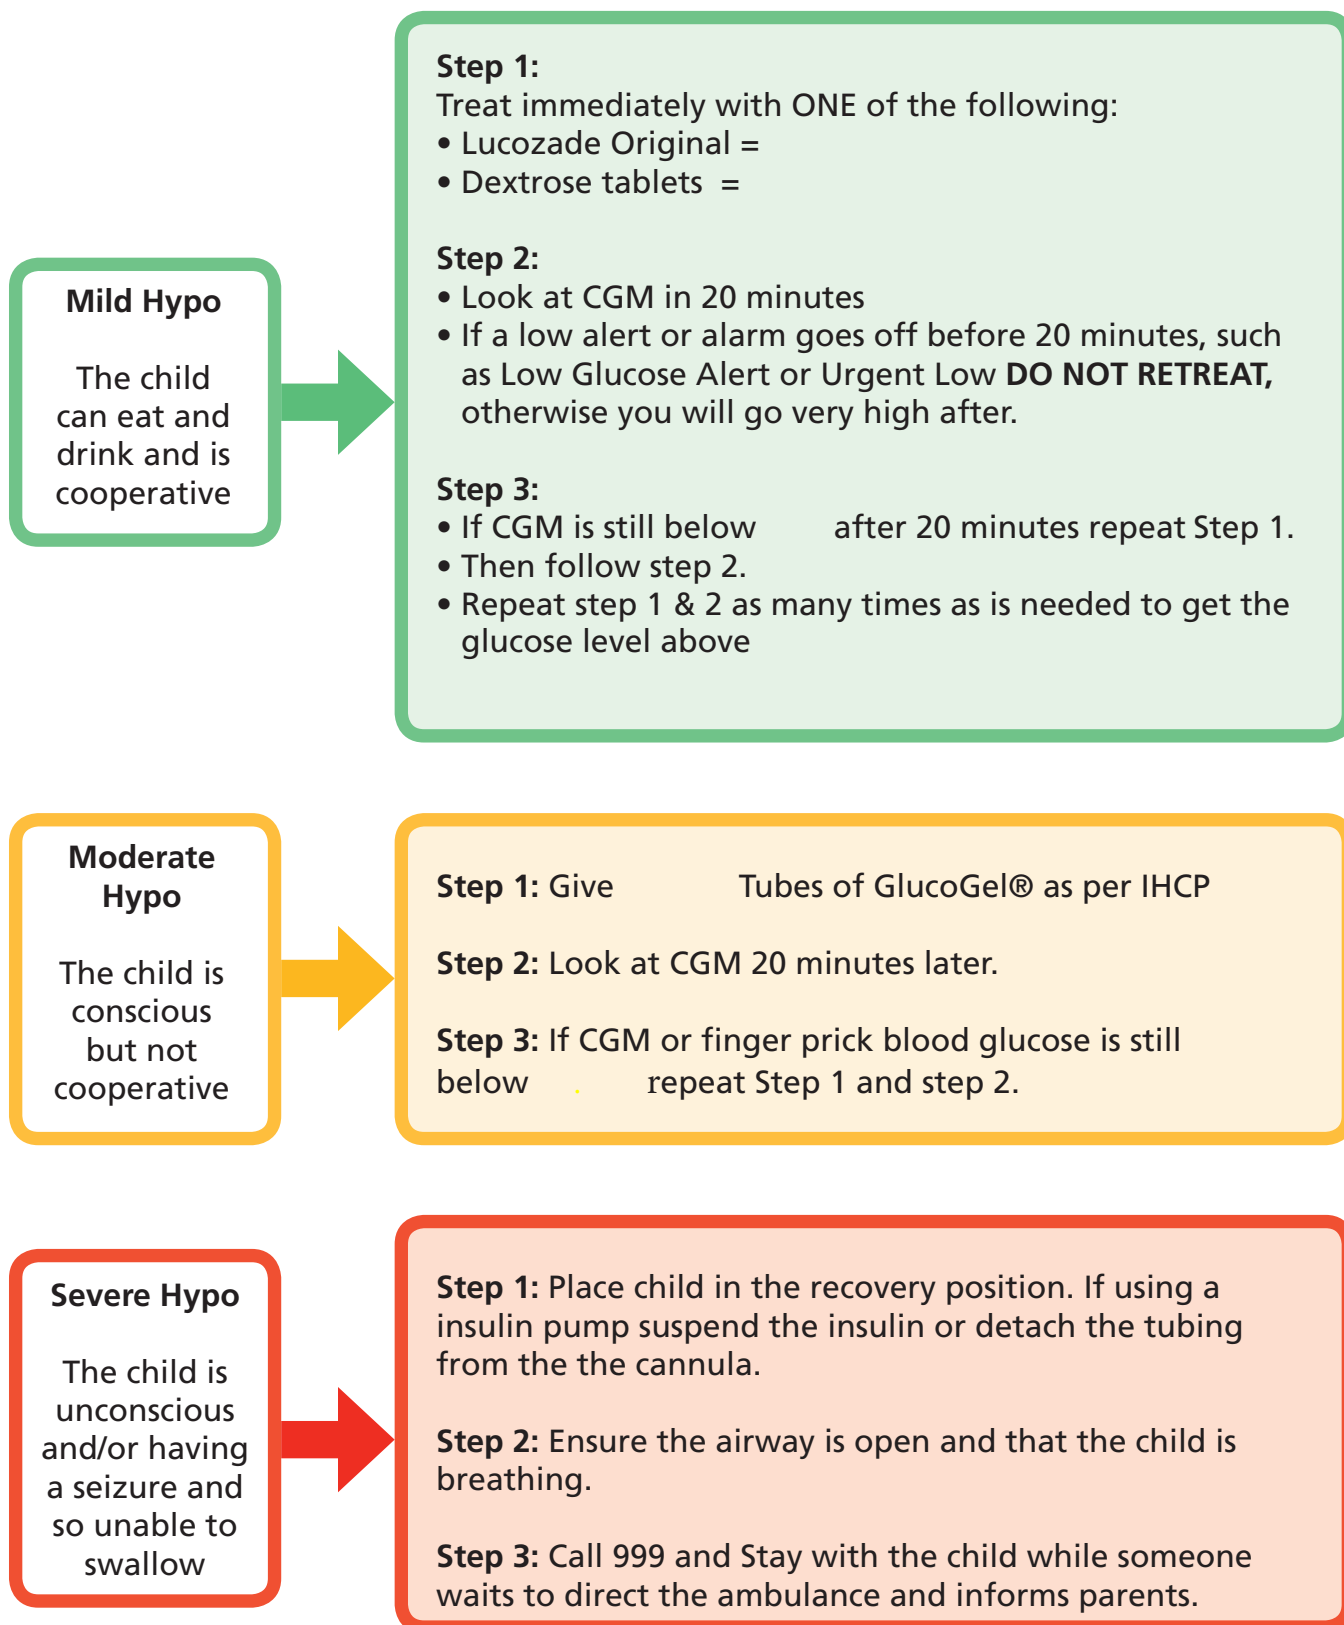 Step 1:
Treat immediately with ONE of the following:
• Lucozade Original =
• Dextrose tablets =
Step 2:
• Look at CGM in 20 minutes
• If a low alert or alarm goes off before 20 minutes, such
as Low Glucose Alert or Urgent Low DO NOT RETREAT,
otherwise you will go very high after.
Step 3:
• If CGM is still below after 20 minutes repeat Step 1.
• Then follow step 2.
• Repeat step 1 & 2 as many times as is needed to get the
glucose level above
Mild Hypo
The child
can eat and
drink and is
cooperative
Moderate
Hypo
The child is
conscious
but not
cooperative
Step 1: Give Tubes of GlucoGel® as per IHCP
Step 2: Look at CGM 20 minutes later.
Step 3: If CGM or finger prick blood glucose is still
below . repeat Step 1 and step 2.
Severe Hypo
The child is
unconscious
and/or having
a seizure and
so unable to
swallow
Step 1: Place child in the recovery position. If using a
insulin pump suspend the insulin or detach the tubing
from the the cannula.
Step 2: Ensure the airway is open and that the child is
breathing.
Step 3: Call 999 and Stay with the child while someone
waits to direct the ambulance and informs parents.